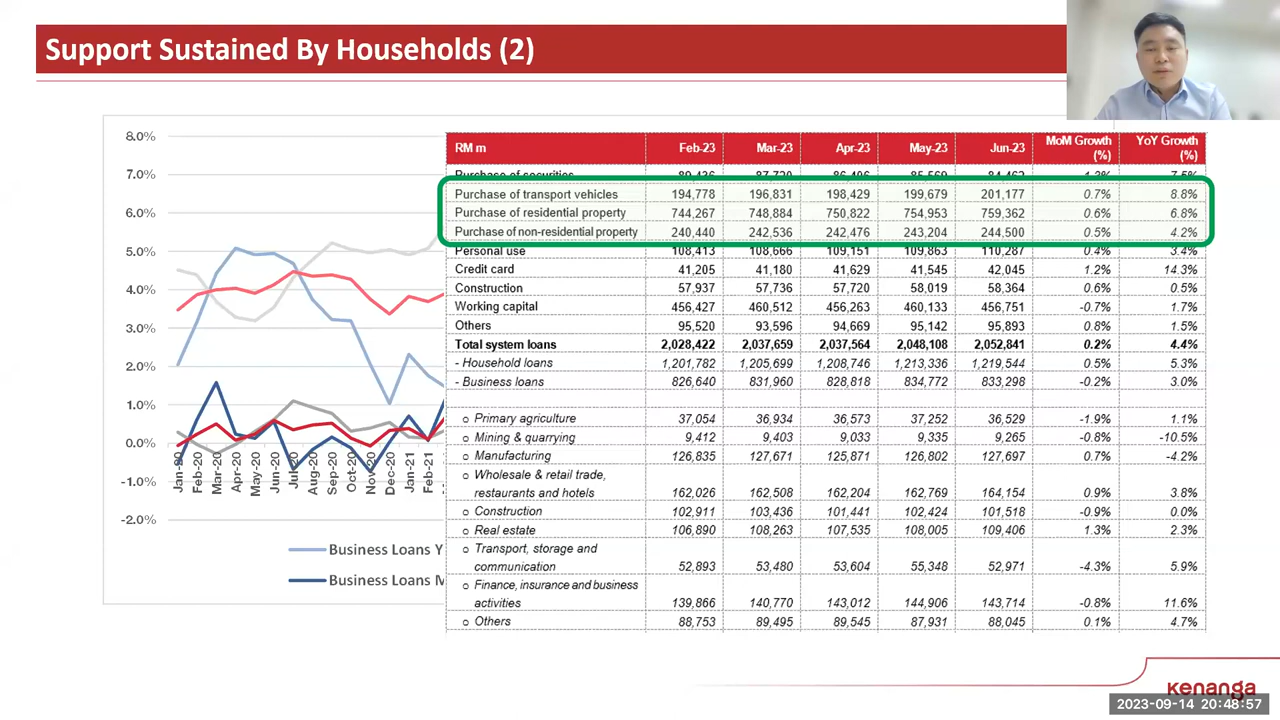 Support Sustained By Households (2)
8.0%
7.0%
6.0%
5.0%
4.0%
3.0%
2.0%
1.0%
0.0%
-1.0%
-2.0%
Jan-20 Feb-20 Mar-20 Apr-20 May-20 Jun-20 Jul-20 Aug-20 Sep-20 Oct-20 Nov-20 Dec-20 Jan-21 Feb-21
Business Loans Y
Business Loans M
RM m Feb-23 Mar-23 Apr-23 May-23 Jun-23 MoM Growth (%) YoY Growth (%)
Purchase of securities 89,436 87,720 86,406 85,569 84,462 -1.3% -7.5%
Purchase of transport vehicles 194,778 196,831 198,429 199,679 201,177 0.7% 8.8%
Purchase of residential property 744,267 748,884 750,822 754,953 759,362 0.6% 6.8%
Purchase of non-residential property 240,440 242,536 242,476 243,204 244,500 0.5% 4.2%
Personal use 108,413 108,666 109,151 109,863 110,287 0.4% 3.4%
Credit card 41,205 41,180 41,629 41,545 42,045 1.2% 14.3%
Construction 57,937 57,736 57,720 58,019 58,364 0.6% 0.5%
Working capital 456,427 460,512 456,263 460,133 456,751 -0.7% 1.7%
Others 95,520 93,596 94,669 95,142 95,893 0.8% 1.5%
Total system loans 2,028,422 2,037,659 2,037,564 2,048,108 2,052,841 0.2% 4.4%
- Household loans 1,201,782 1,205,699 1,208,746 1,213,336 1,219,544 0.5% 5.3%
- Business loans 826,640 831,960 828,818 834,772 833,298 -0.2% 3.0%
o Primary agriculture 37,054 36,934 36,573 37,252 36,529 -1.9% 1.1%
o Mining & quarrying 9,412 9,403 9,033 9,335 9,265 -0.8% -10.5%
o Manufacturing 126,835 127,671 125,871 126,802 127,697 0.7% -4.2%
o Wholesale & retail trade,
restaurants and hotels 162,026 162,508 162,204 162,769 164,154 0.9% 3.8%
o Construction 102,911 103,436 101,441 102,424 101,518 -0.9% 0.0%
o Real estate 106,890 108,263 107,535 108,005 109,406 1.3% 2.3%
o Transport, storage and
communication 52,893 53,480 53,604 55,348 52,971 -4.3% 5.9%
o Finance, insurance and business
activities 139,866 140,770 143,012 144,906 143,714 -0.8% 11.6%
o Others 88,753 89,495 89,545 87,931 88,045 0.1% 4.7%
kenanga
2023-09-14 20:48:57